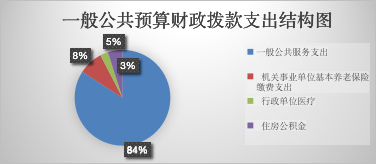 一般公共预算财政拨款支出结构图
5%
8%
3%
84%
一般公共服务支出
机关事业单位基本养老保险
缴费支出
行政单位医疗
住房公积金